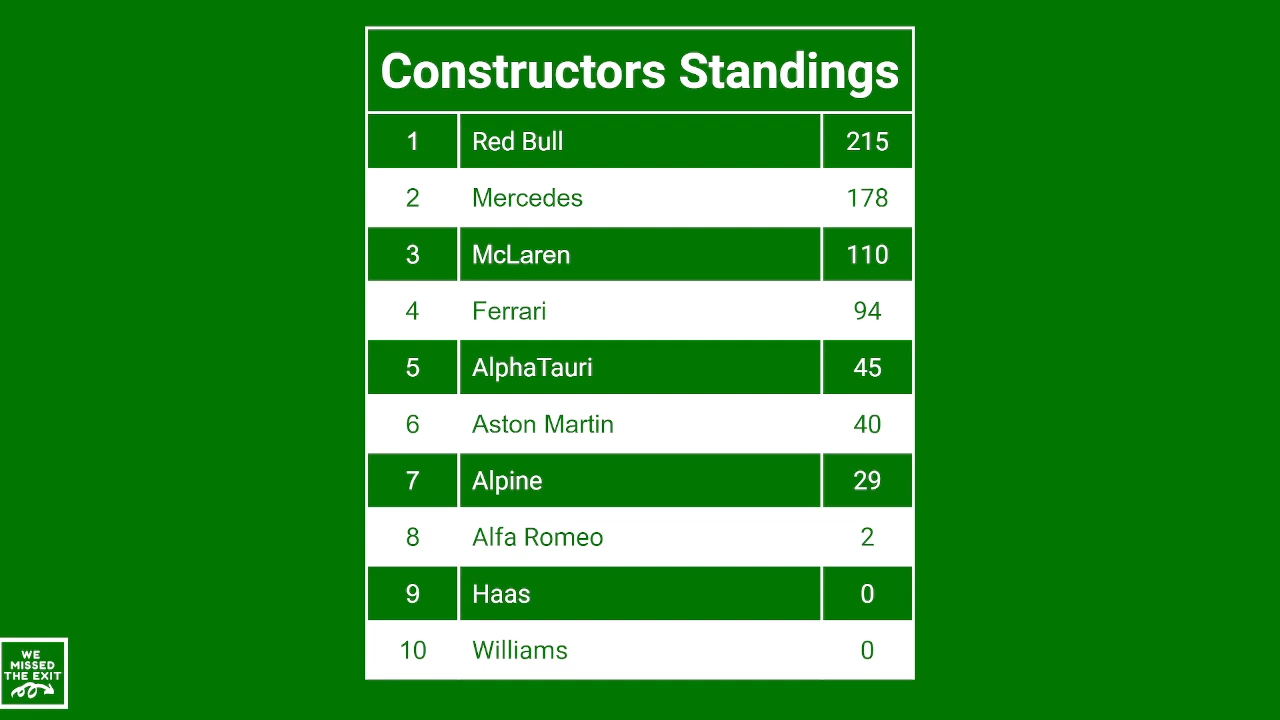 Constructors Standings
1 Red Bull 215
2 Mercedes 178
3 McLaren 110
4 Ferrari 94
5 AlphaTauri 45
6 Aston Martin 40
7 Alpine 29
8 Alfa Romeo 2
9 Haas 0
10 Williams 0
WE
MISSED
THE EXIT